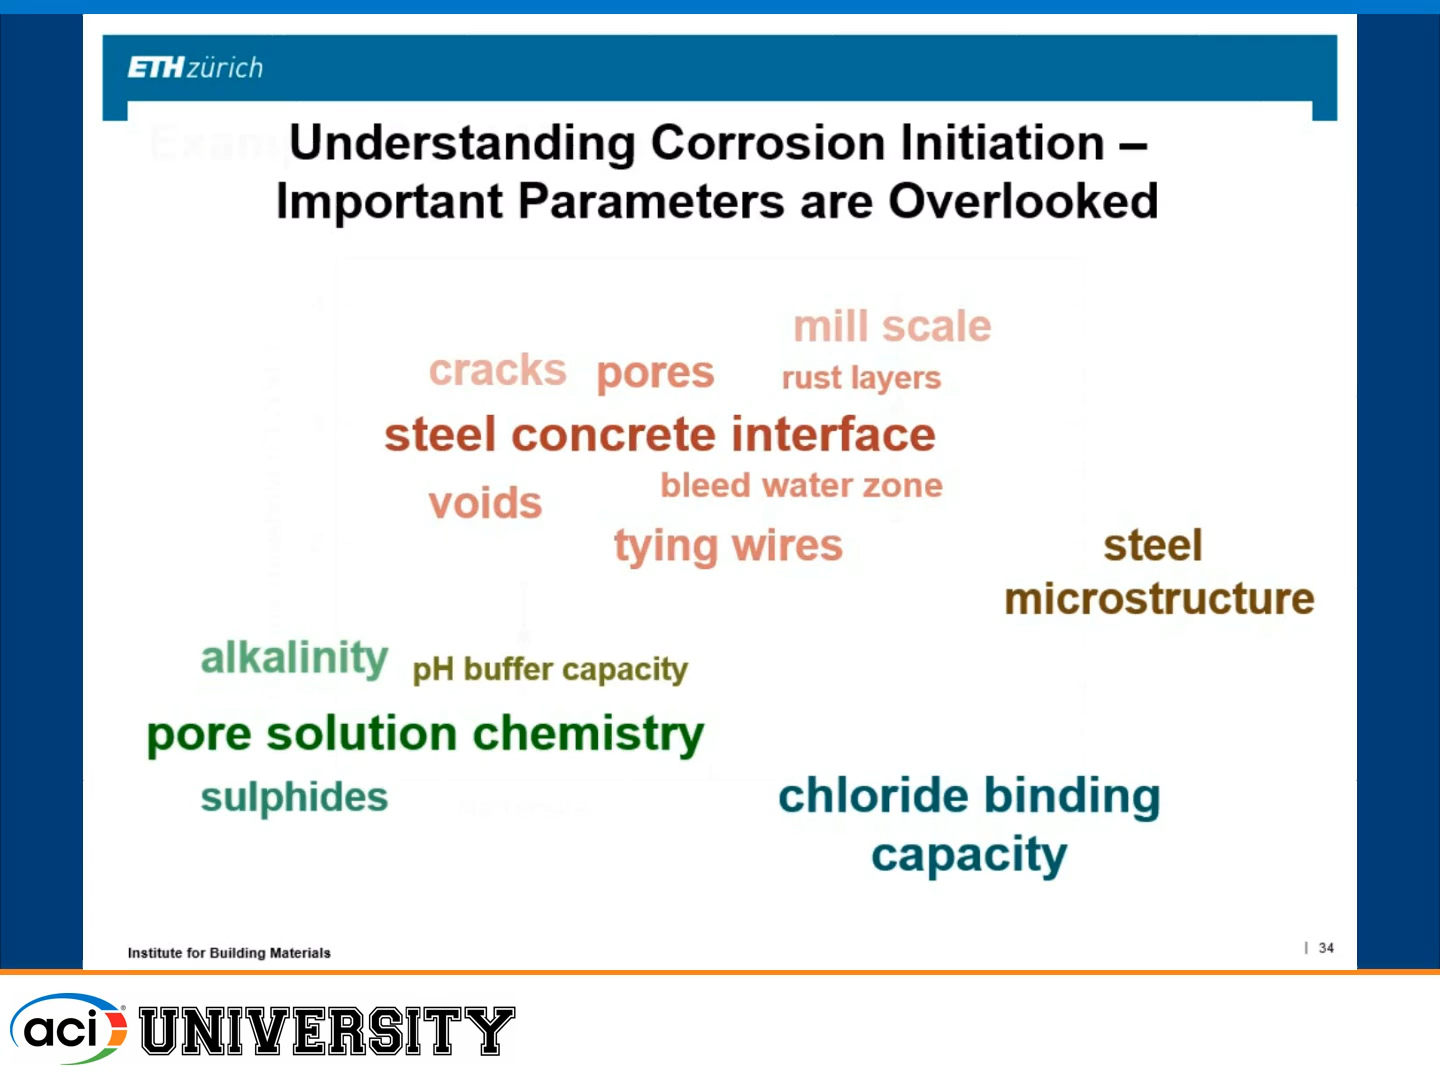 ETH zürich
Understanding Corrosion Initiation –
Important Parameters are Overlooked
mill scale
cracks pores rust layers
steel concrete interface
bleed water zone
voids
tying wires
steel
microstructure
alkalinity pH buffer capacity
pore solution chemistry
sulphides
chloride binding
capacity
Institute for Building Materials
| 34
aci UNIVERSITY